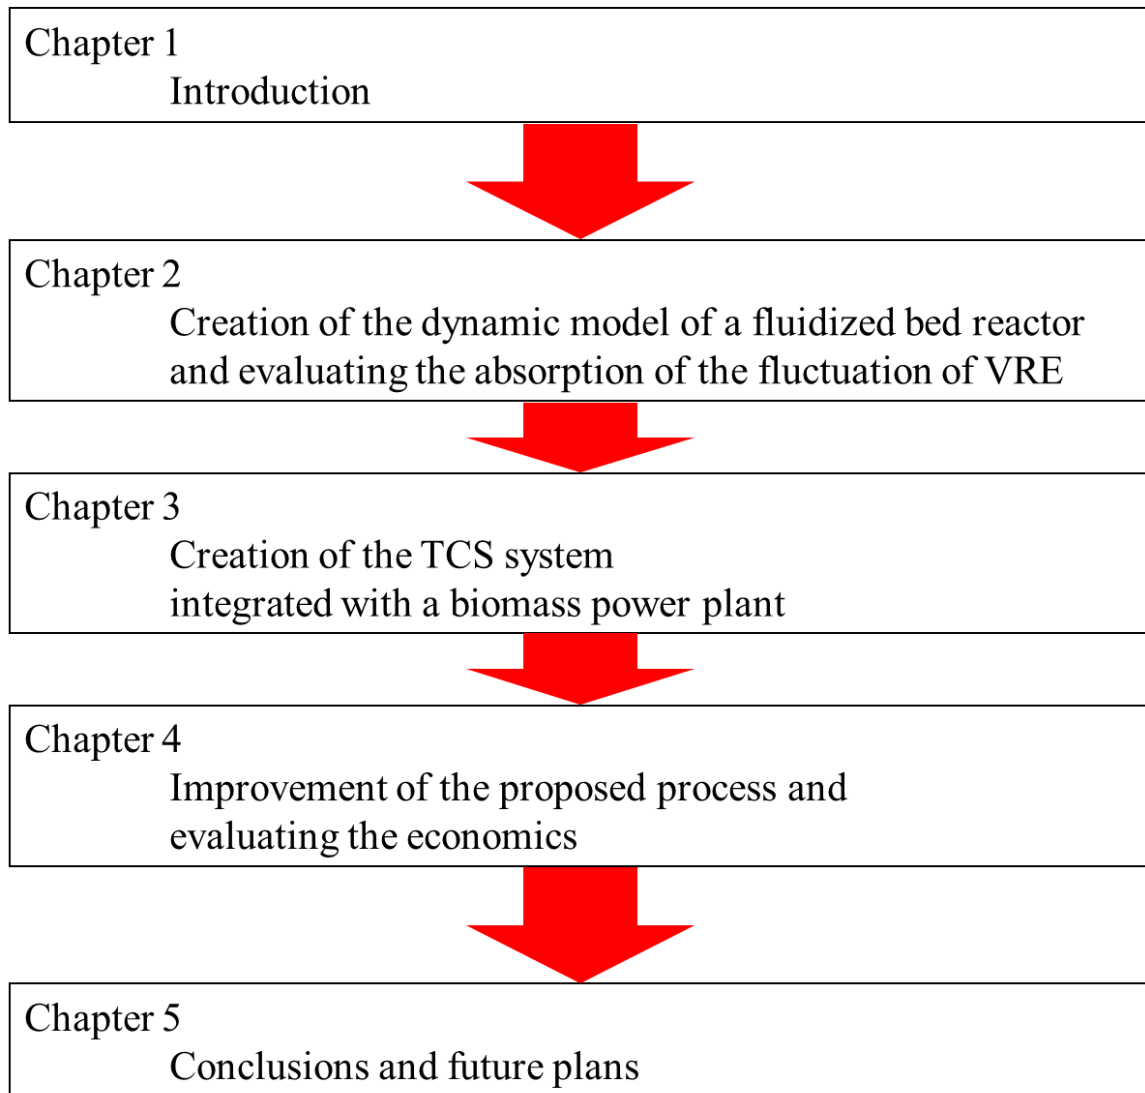 Chapter 1
Introduction
Chapter 2
Creation of the dynamic model of a fluidized bed reactor
and evaluating the absorption of the fluctuation of VRE
Chapter 3
Creation of the TCS system
integrated with a biomass power plant
Chapter 4
Improvement of the proposed process and
evaluating the economics
Chapter 5
Conclusions and future plans